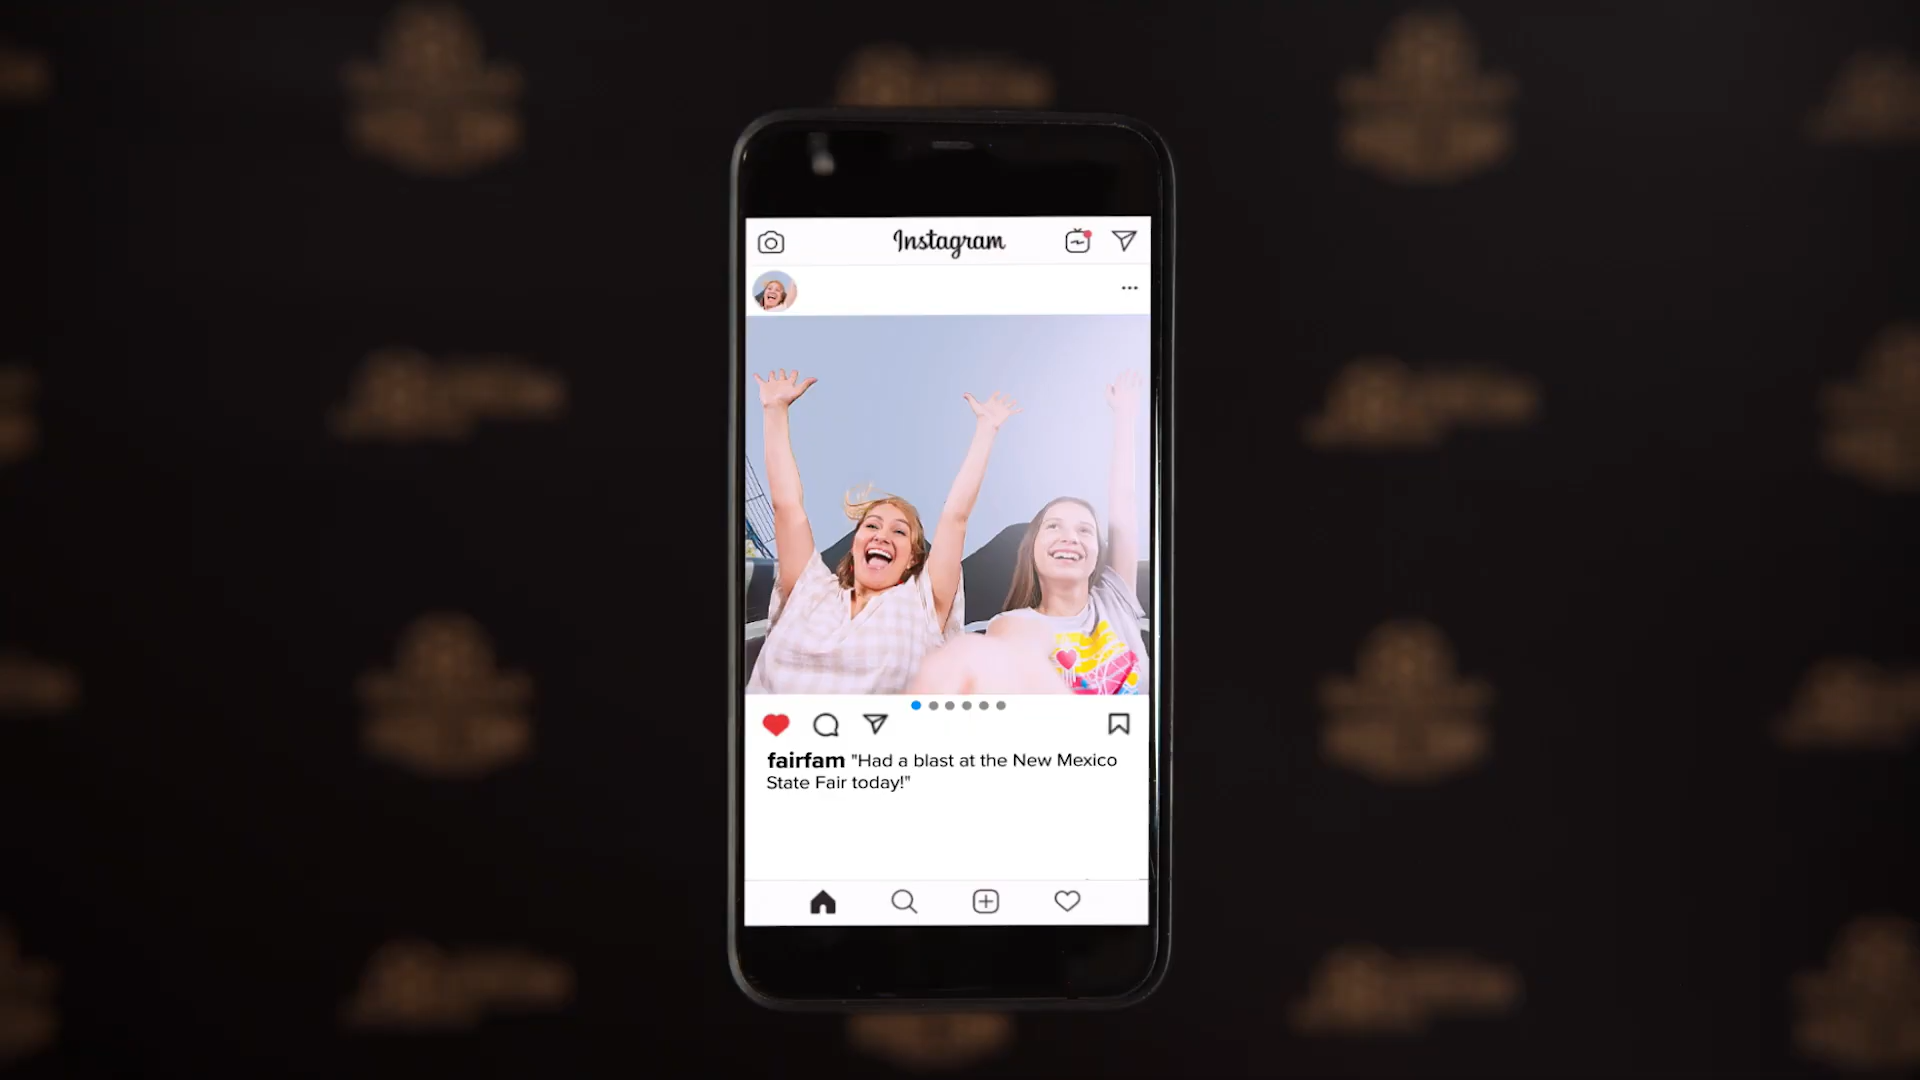 Instagram
fairfam "Had a blast at the New Mexico
State Fair today!"